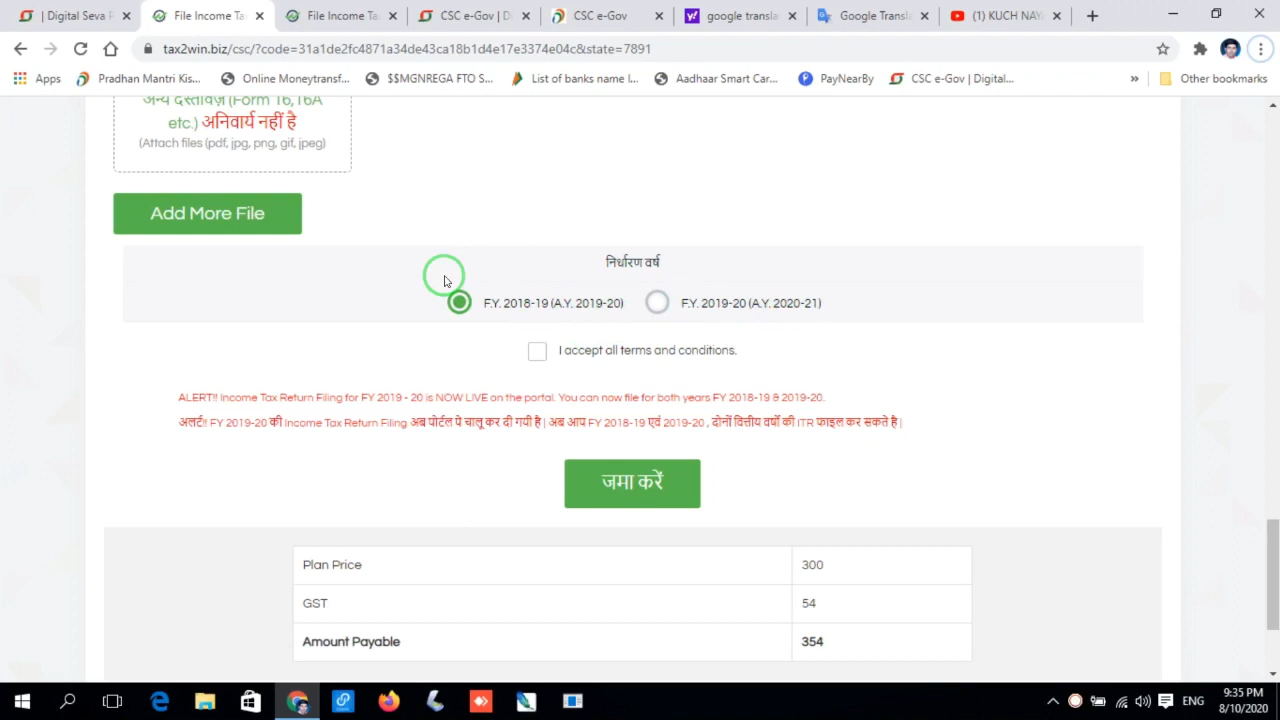 | Digital Seva P
File Income Ta
File Income Ta
CSC e-Gov | Di
CSC e-Gov
google transla
Google Transla
(1) KUCH NAYA
tax2win.biz/csc/?code=31a1de2fc4871a34de43ca18b1d4e17e3374e04c&state=7891
Apps
Pradhan Mantri Kis...
Online Moneytransf...
$$MGNREGA FTO S...
List of banks name I...
Aadhaar Smart Car...
PayNearBy
CSC e-Gov | Digital...
»
Other bookmarks
अन्य दस्तावेज़ (Form 16,16A
etc.) अनिवार्य नहीं है
(Attach files (pdf, jpg, png, gif, jpeg)
Add More File
निर्धारण वर्ष
F.Y. 2018-19 (A.Y. 2019-20)
F.Y. 2019-20 (A.Y. 2020-21)
I accept all terms and conditions.
ALERT!! Income Tax Return Filing for FY 2019 - 20 is NOW LIVE on the portal. You can now file for both years FY 2018-19 & 2019-20.
अलर्ट!! FY 2019-20 की Income Tax Return Filing अब पोर्टल पे चालू कर दी गयी है | अब आप FY 2018-19 एवं 2019-20 , दोनों वित्तीय वर्षों की ITR फाइल कर सकते है |
जमा करें
Plan Price 300
GST 54
Amount Payable 354
ENG
9:35 PM
8/10/2020